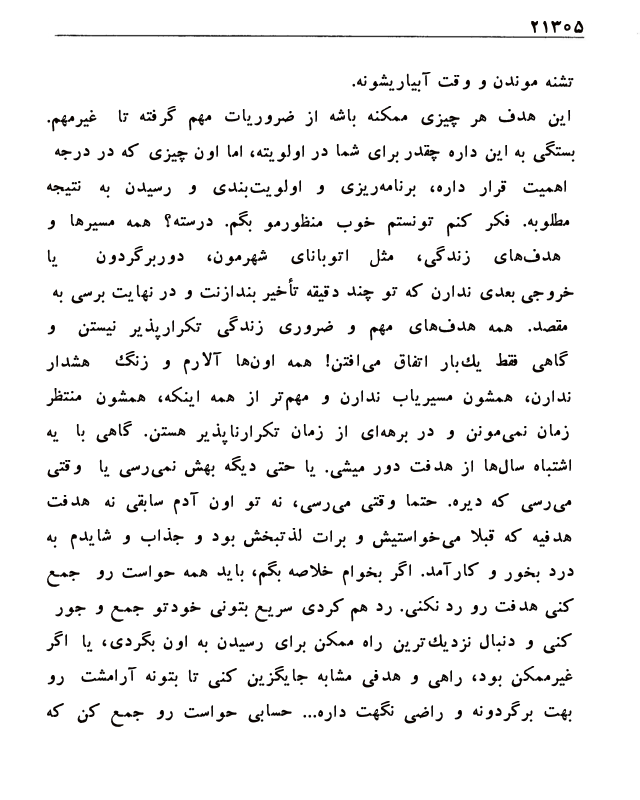 ۲۱۳۰۵
تشنه موندن و وقت آبیاریشونه.
این هدف هر چیزی ممکنه باشه از ضروریات مهم گرفته تا غیرمهم.
بستگی به این داره چقدر برای شما در اولویته، اما اون چیزی که در درجه
اهمیت قرار داره، برنامه‌ریزی و اولویت‌بندی و رسیدن به نتیجه
مطلوبه. فکر کنم تونستم خوب منظورمو بگم. درسته؟ همه مسیرها و
هدف‌های زندگی، مثل اتوبانای شهرمون، دوربرگردون یا
خروجی بعدی ندارن که تو چند دقیقه تأخیر بندازنت و در نهایت برسی به
مقصد. همه هدف‌های مهم و ضروری زندگی تکرارپذیر نیستن و
گاهی فقط یك‌بار اتفاق می‌افتن! همه اون‌ها آلارم و زنگ هشدار
ندارن، همشون مسیریاب ندارن و مهم‌تر از همه اینکه، همشون منتظر
زمان نمی‌مونن و در برهه‌ای از زمان تکرارناپذیر هستن. گاهی با یه
اشتباه سال‌ها از هدفت دور میشی. یا حتی دیگه بهش نمی‌رسی یا وقتی
می‌رسی که دیره. حتما وقتی می‌رسی، نه تو اون آدم سابقی نه هدفت
هدفیه که قبلا می‌خواستیش و برات لذتبخش بود و جذاب و شایدم به
درد بخور و کارآمد. اگر بخوام خلاصه بگم، باید همه حواست رو جمع
کنی هدفت رو رد نکنی. رد هم کردی سریع بتونی خودتو جمع و جور
کنی و دنبال نزدیك‌ترین راه ممکن برای رسیدن به اون بگردی، یا اگر
غیرممکن بود، راهی و هدفی مشابه جایگزین کنی تا بتونه آرامشت رو
بهت برگردونه و راضی نگهت داره... حسابی حواست رو جمع کن که